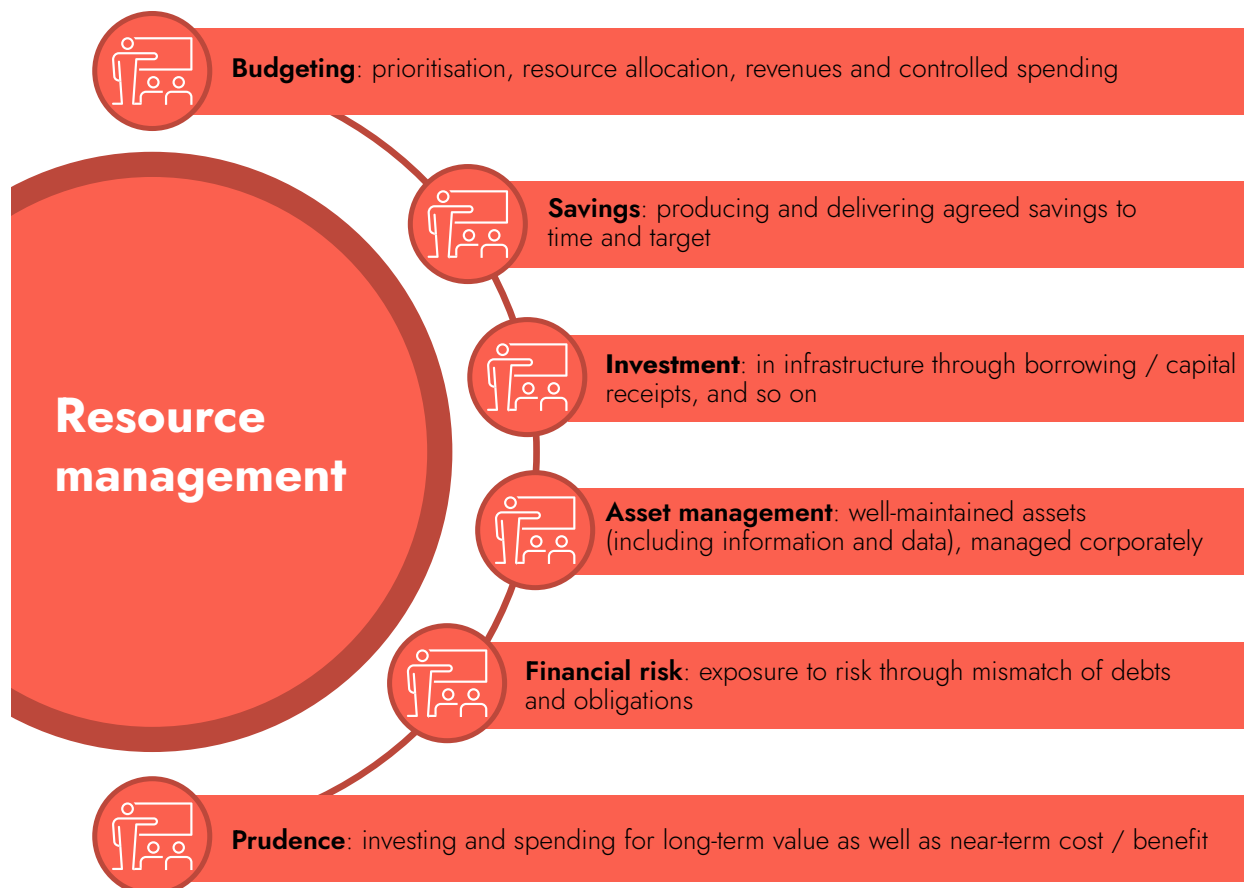 Budgeting: prioritisation, resource allocation, revenues and controlled spending
Savings: producing and delivering agreed savings to
time and target
Investment: in infrastructure through borrowing / capital
receipts, and so on
Resource
management
Asset management: well-maintained assets
(including information and data), managed corporately
Financial risk: exposure to risk through mismatch of debts
and obligations
Prudence: investing and spending for long-term value as well as near-term cost / benefit